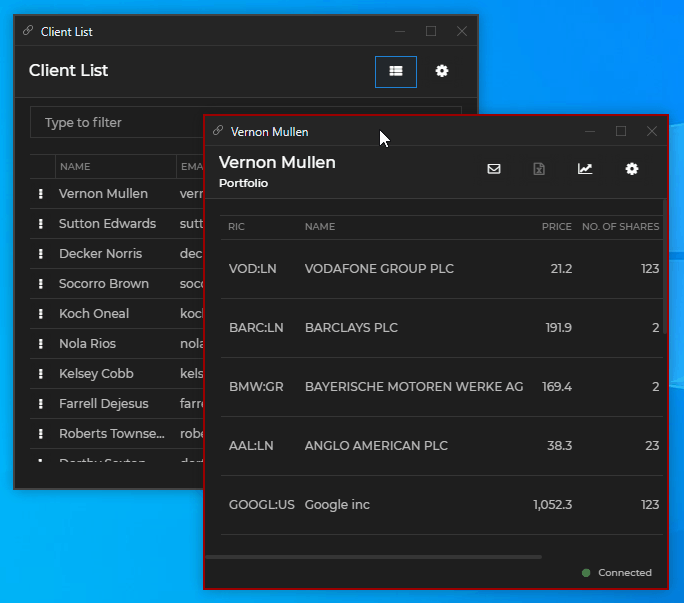 Client List
Client List
Type to filter
NAME EMA
Vernon Mullen vern
Sutton Edwards sutt
Decker Norris dec
Socorro Brown soco
Koch Oneal koch
Nola Rios nola
Kelsey Cobb kels
Farrell Dejesus farre
Roberts Townse... robe
Vernon Mullen
Vernon Mullen
Portfolio
RIC NAME PRICE NO. OF SHARES
VOD:LN VODAFONE GROUP PLC 21.2 123
BARC:LN BARCLAYS PLC 191.9 2
BMW:GR BAYERISCHE MOTOREN WERKE AG 169.4 2
AAL:LN ANGLO AMERICAN PLC 38.3 23
GOOGL:US Google inc 1,052.3 123
Connected